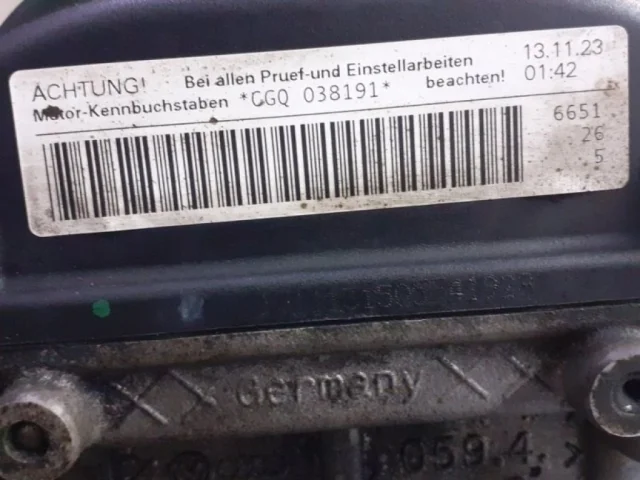 ACHTUNG! Bei allen Pruef-und Einstellarbeiten 13.11.23
Motor-Kennbuchstaben *CGQ 038191* beachten! 01:42
6651
26
5
Germany
059.4.